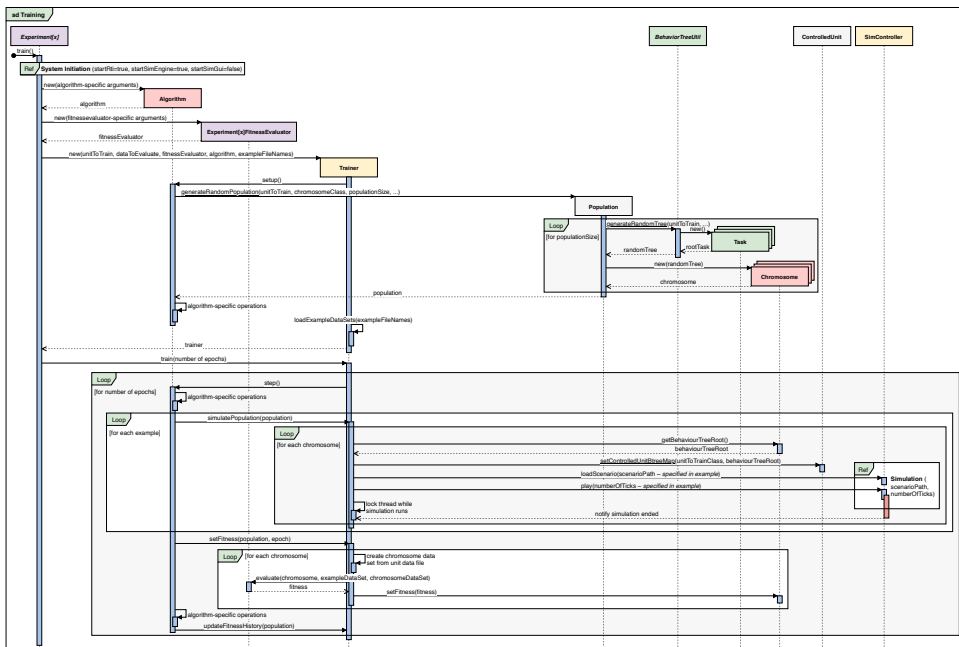 sd Training
Experiment[x]
BehaviorTreeUtil
ControlledUnit
SimController
train()
Ref
System Initiation (startRti=true, startSimEngine=true, startSimGui=false)
new(algorithm-specific arguments)
Algorithm
algorithm
new(fitnessevaluator-specific arguments)
Experiment[x]FitnessEvaluator
fitnessEvaluator
new(unitToTrain, dataToEvaluate, fitnessEvaluator, algorithm, exampleFileNames)
Trainer
setup()
generateRandomPopulation(unitToTrain, chromosomeClass, populationSize, ...)
Population
Loop
[for populationSize]
generateRandomTree(unitToTrain, ...)
new()
Task
rootTask
randomTree
new(randomTree)
Chromosome
chromosome
population
algorithm-specific operations
loadExampleDataSets(exampleFileNames)
trainer
train(number of epochs)
Loop
[for number of epochs]
step()
algorithm-specific operations
Loop
[for each example]
simulatePopulation(population)
Loop
[for each chromosome]
getBehaviourTreeRoot()
behaviourTreeRoot
setControlledUnitBtreeMap(unitToTrainClass, behaviourTreeRoot)
Ref
loadScenario(scenarioPath – specified in example)
Simulation (
scenarioPath,
numberOfTicks)
play(numberOfTicks – specified in example)
lock thread while
simulation runs
notify simulation ended
setFitness(population, epoch)
Loop
[for each chromosome]
create chromosome data
set from unit data file
evaluate(chromosome, exampleDataSet, chromosomeDataSet)
fitness
setFitness(fitness)
algorithm-specific operations
updateFitnessHistory(population)